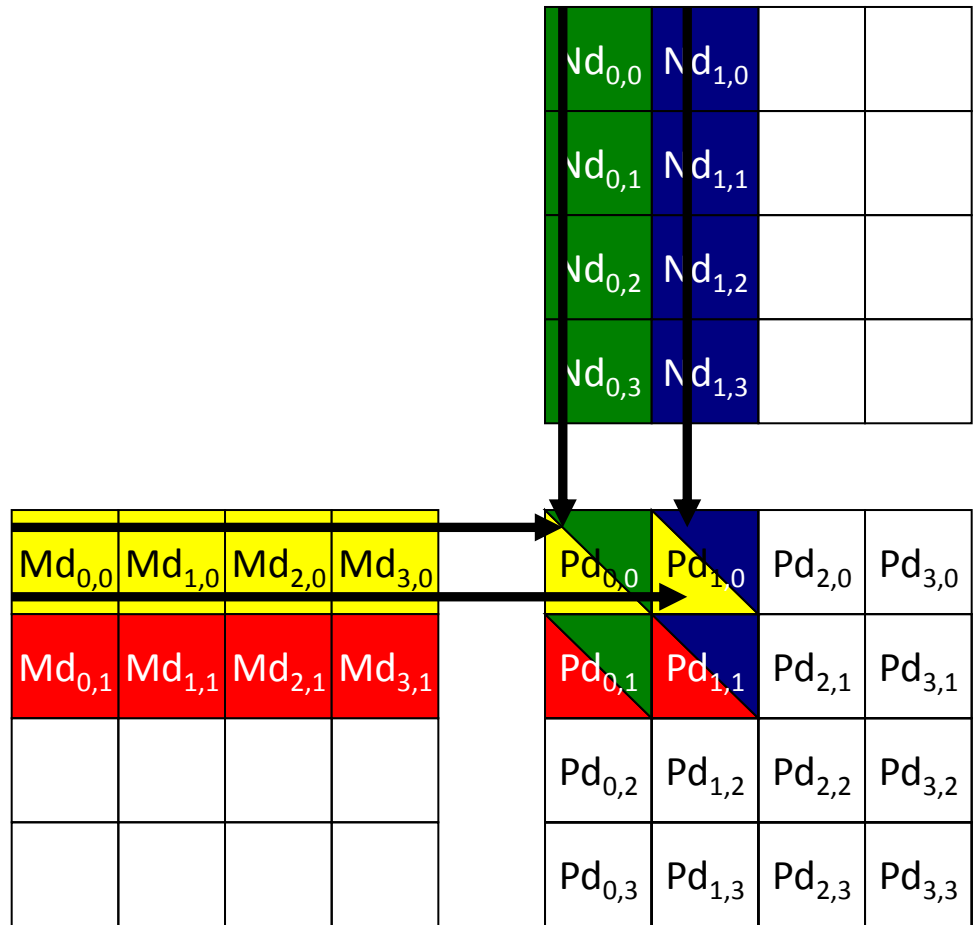 Nd0,0 Nd1,0
Nd0,1 Nd1,1
Nd0,2 Nd1,2
Nd0,3 Nd1,3
Md0,0 Md1,0 Md2,0 Md3,0 Pd0,0 Pd1,0 Pd2,0 Pd3,0
Md0,1 Md1,1 Md2,1 Md3,1 Pd0,1 Pd1,1 Pd2,1 Pd3,1
Pd0,2 Pd1,2 Pd2,2 Pd3,2
Pd0,3 Pd1,3 Pd2,3 Pd3,3